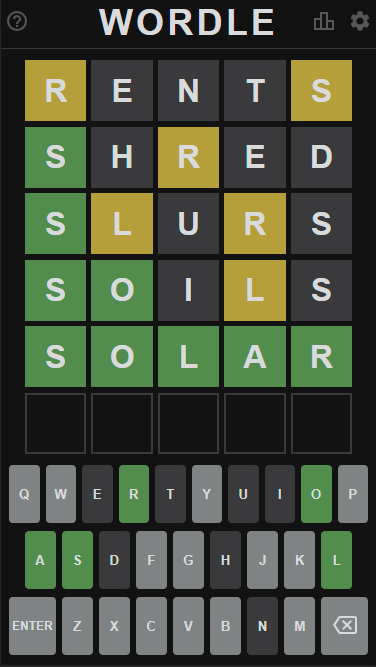 ?
WORDLE
R E N T S
S H R E D
S L U R S
S O I L S
S O L A R
Q W E R T Y U I O P
A S D F G H J K L
ENTER Z X C V B N M